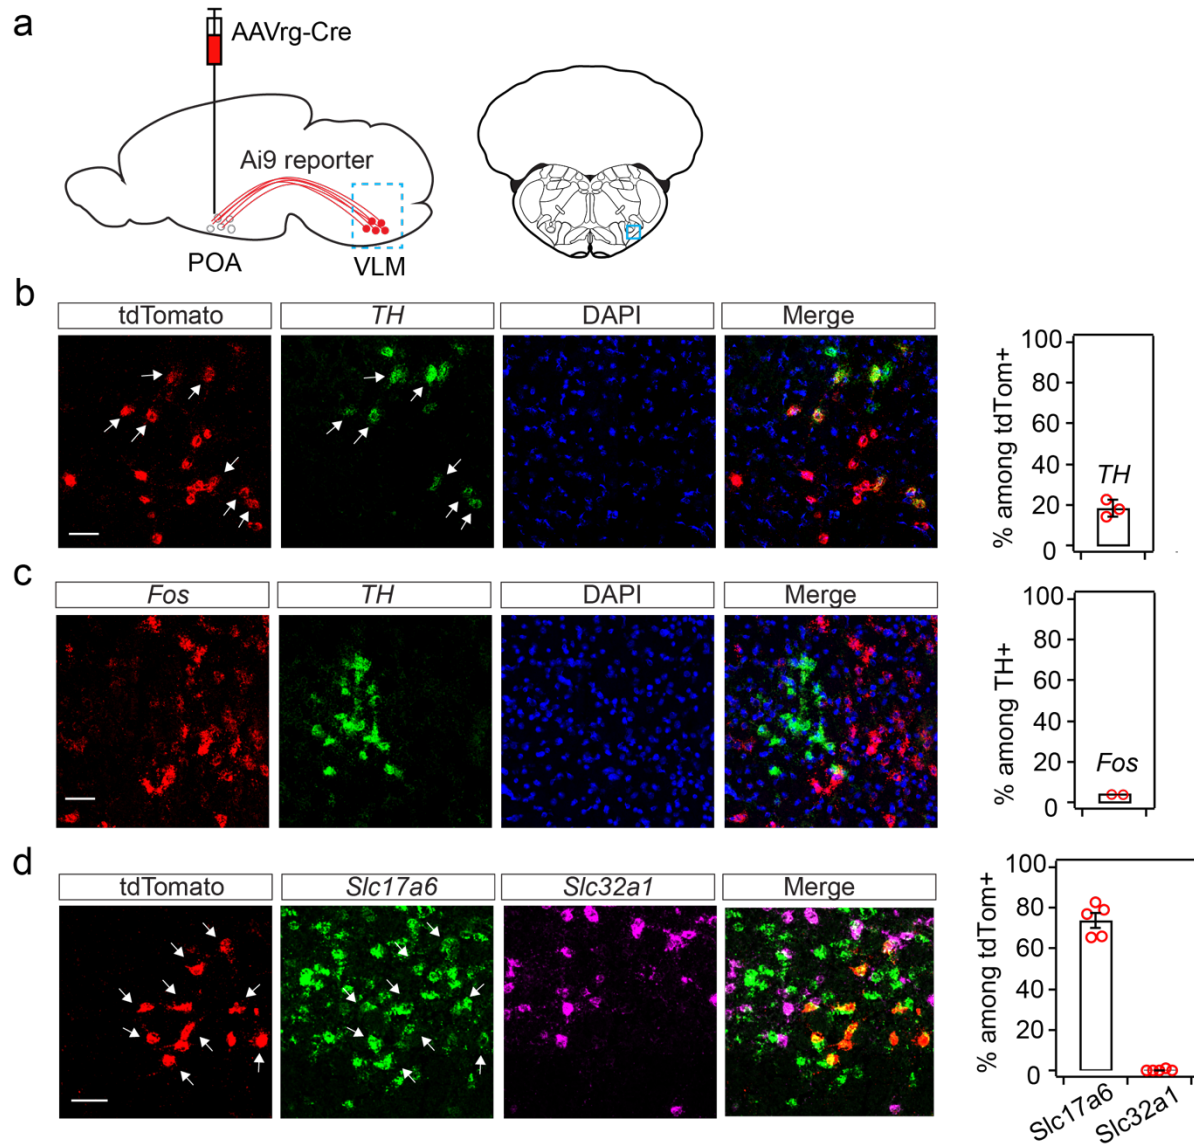 a
AAVrg-Cre
Ai9 reporter
POA
VLM
b
tdTomato
TH
DAPI
Merge
% among tdTom+
100
80
60
40
20
0
TH
c
Fos
TH
DAPI
Merge
% among TH+
100
80
60
40
20
0
Fos
d
tdTomato
Slc17a6
Slc32a1
Merge
% among tdTom+
100
80
60
40
20
0
Slc17a6
Slc32a1